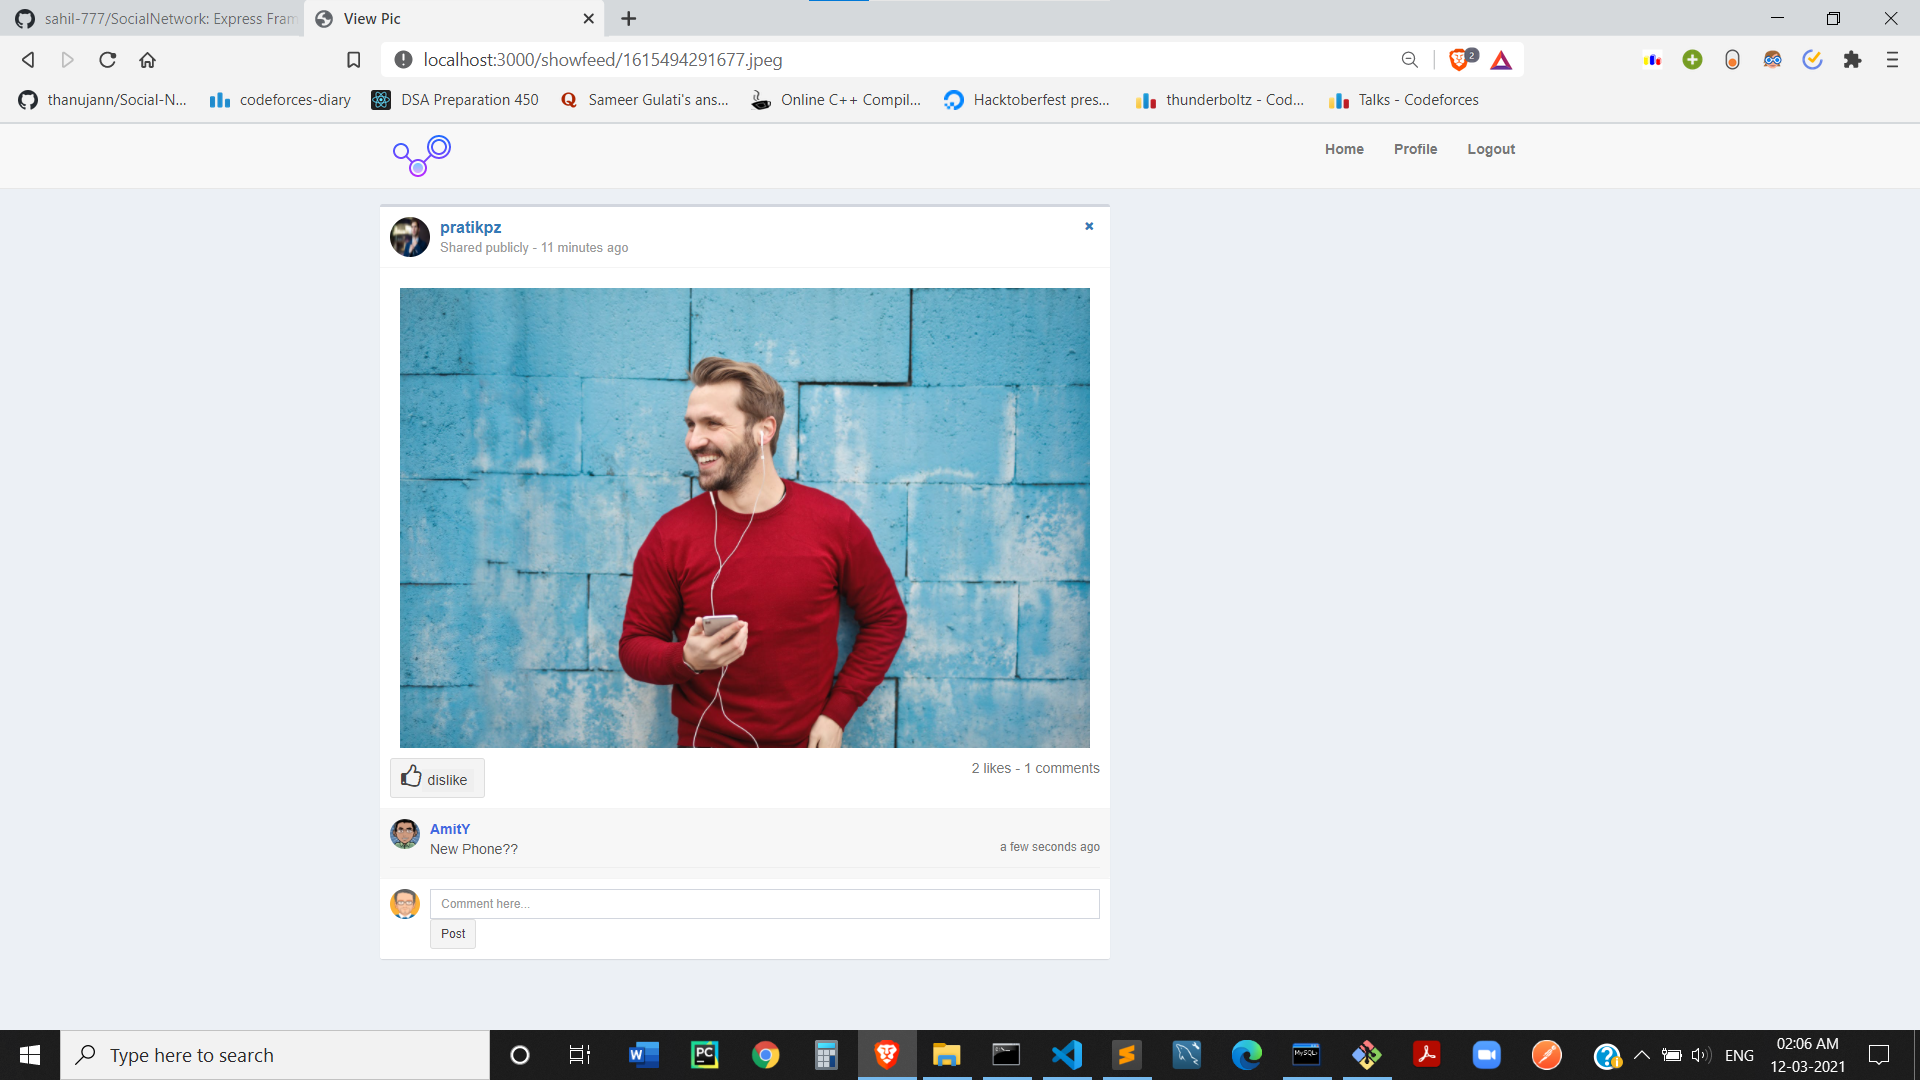 sahil-777/SocialNetwork: Express Fram
View Pic
localhost:3000/showfeed/1615494291677.jpeg
2
thanujann/Social-N...
codeforces-diary
DSA Preparation 450
Sameer Gulati's ans...
Online C++ Compil...
Hacktoberfest pres...
thunderboltz - Cod...
Talks - Codeforces
Home
Profile
Logout
pratikpz
Shared publicly - 11 minutes ago
dislike
2 likes - 1 comments
AmitY
New Phone??
a few seconds ago
Comment here...
Post
Type here to search
ENG
02:06 AM
12-03-2021